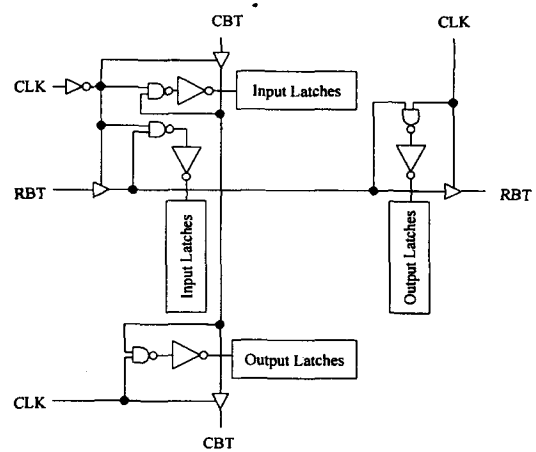 CBT
CLK
CLK
Input Latches
RBT
RBT
Input Latches
Output Latches
Output Latches
CLK
CBT